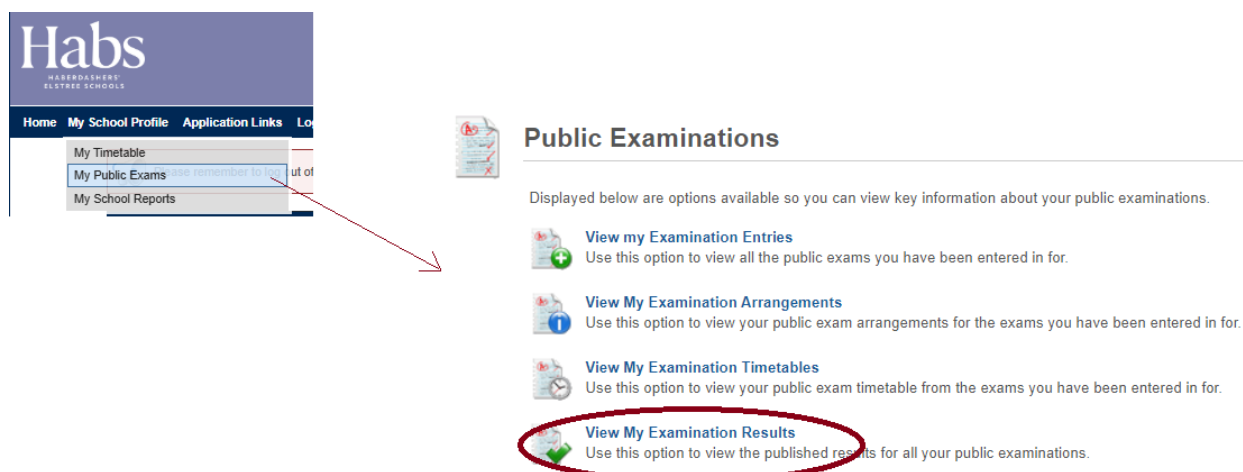 Habs
HABERDASHERS'
ELSTREE SCHOOLS
Home My School Profile Application Links
My Timetable
My Public Exams
My School Reports
remember to log out of
Public Examinations
Displayed below are options available so you can view key information about your public examinations.
View my Examination Entries
Use this option to view all the public exams you have been entered in for.
View My Examination Arrangements
Use this option to view your public exam arrangements for the exams you have been entered in for.
View My Examination Timetables
Use this option to view your public exam timetable from the exams you have been entered in for.
View My Examination Results
Use this option to view the published results for all your public examinations.